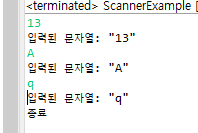 <terminated> ScannerExample [
13
입력된 문자열: "13"
A
입력된 문자열: "A"
q
입력된 문자열: "q"
종료